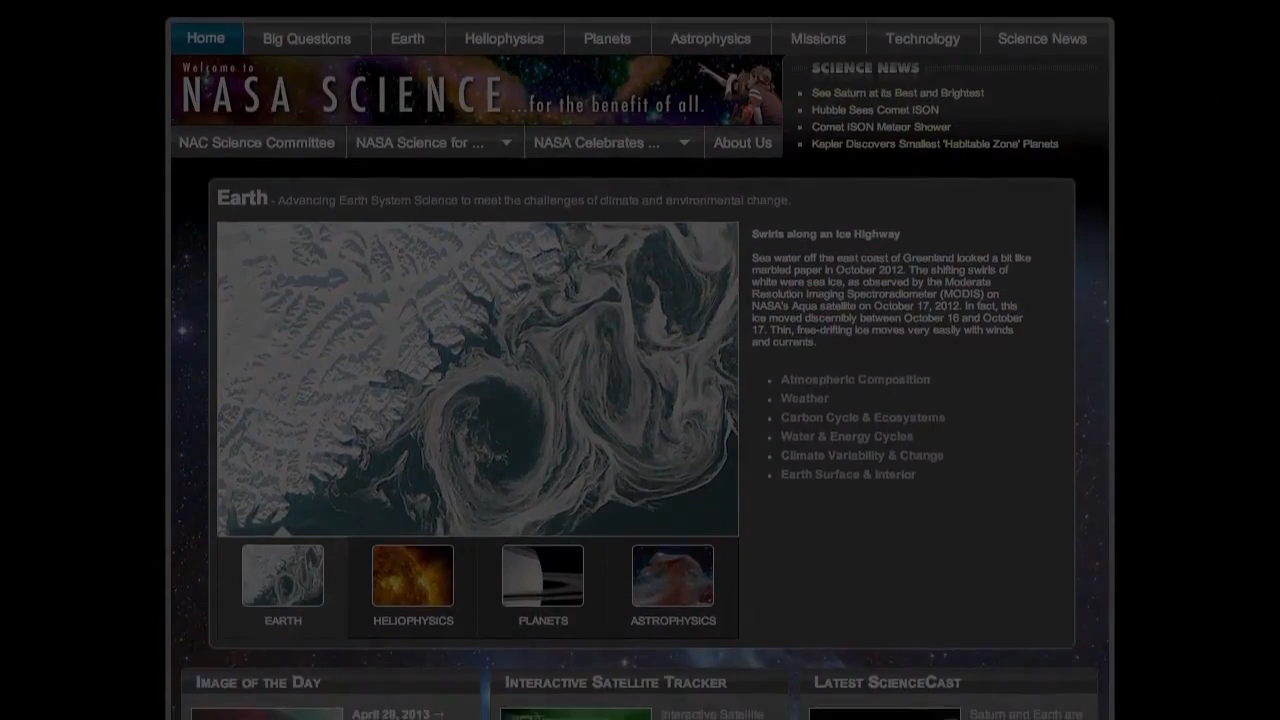 Home Big Questions Earth Heliophysics Planets Astrophysics Missions Technology Science News
Welcome to
NASA SCIENCE ...for the benefit of all.
SCIENCE NEWS
See Saturn at its Best and Brightest
Hubble Sees Comet ISON
Comet ISON Meteor Shower
Kepler Discovers Smallest 'Habitable Zone' Planets
NAC Science Committee NASA Science for ... NASA Celebrates ... About Us
Earth - Advancing Earth System Science to meet the challenges of climate and environmental change.
Swirls along an Ice Highway
Sea water off the east coast of Greenland looked a bit like
marbled paper in October 2012. The shifting swirls of
white were sea ice, as observed by the Moderate
Resolution Imaging Spectroradiometer (MODIS) on
NASA's Aqua satellite on October 17, 2012. In fact, this
ice moved discernibly between October 16 and October
17. Thin, free-drifting ice moves very easily with winds
and currents.
Atmospheric Composition
Weather
Carbon Cycle & Ecosystems
Water & Energy Cycles
Climate Variability & Change
Earth Surface & Interior
EARTH HELIOPHYSICS PLANETS ASTROPHYSICS
IMAGE OF THE DAY INTERACTIVE SATELLITE TRACKER LATEST SCIENCECAST
April 29, 2013 → Interactive Satellite Saturn and Earth are